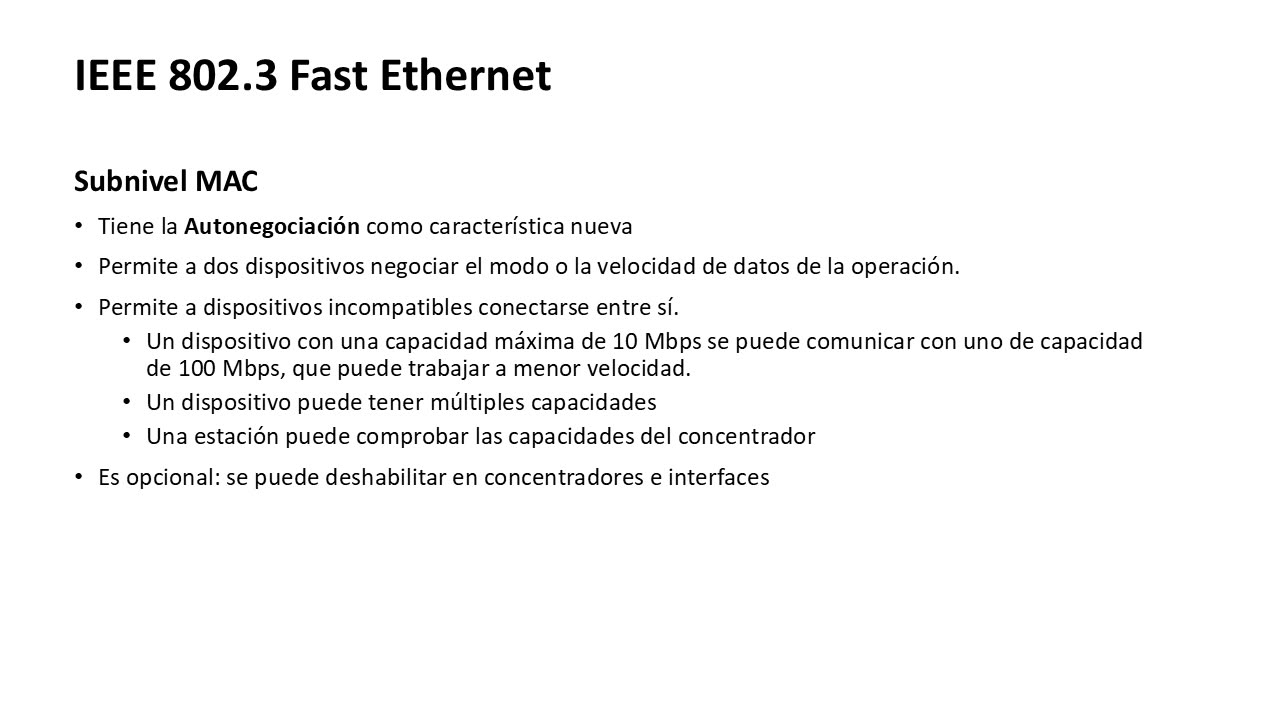 IEEE 802.3 Fast Ethernet
Subnivel MAC
• Tiene la Autonegociación como característica nueva
• Permite a dos dispositivos negociar el modo o la velocidad de datos de la operación.
• Permite a dispositivos incompatibles conectarse entre sí.
• Un dispositivo con una capacidad máxima de 10 Mbps se puede comunicar con uno de capacidad
de 100 Mbps, que puede trabajar a menor velocidad.
• Un dispositivo puede tener múltiples capacidades
• Una estación puede comprobar las capacidades del concentrador
• Es opcional: se puede deshabilitar en concentradores e interfaces